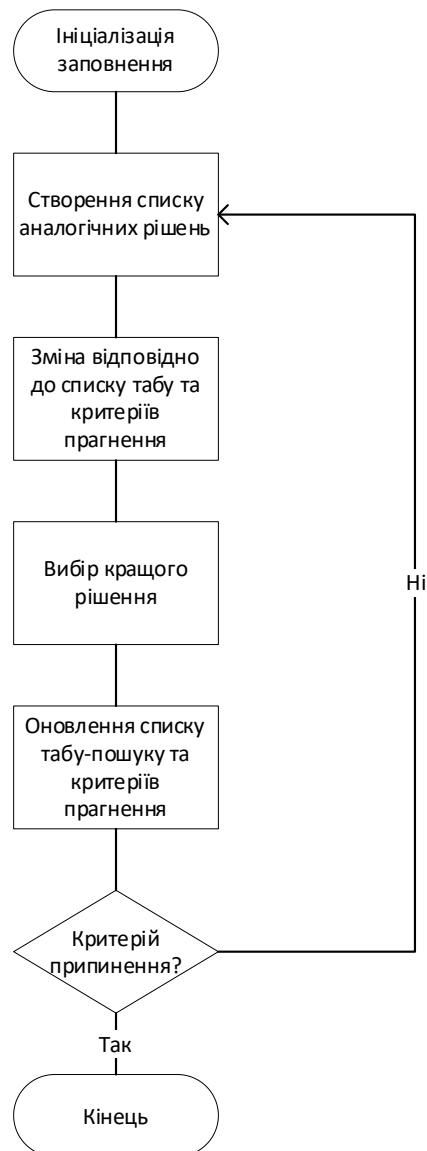 Ініціалізація
заповнення
Створення списку
аналогічних рішень
Зміна відповідно
до списку табу та
критеріїв
прагнення
Вибір кращого
рішення
Ні
Оновлення списку
табу-пошуку та
критеріїв
прагнення
Критерій
припинення?
Так
Кінець